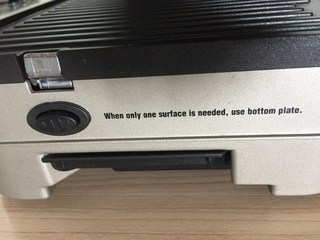 When only one surface is needed, use bottom plate.